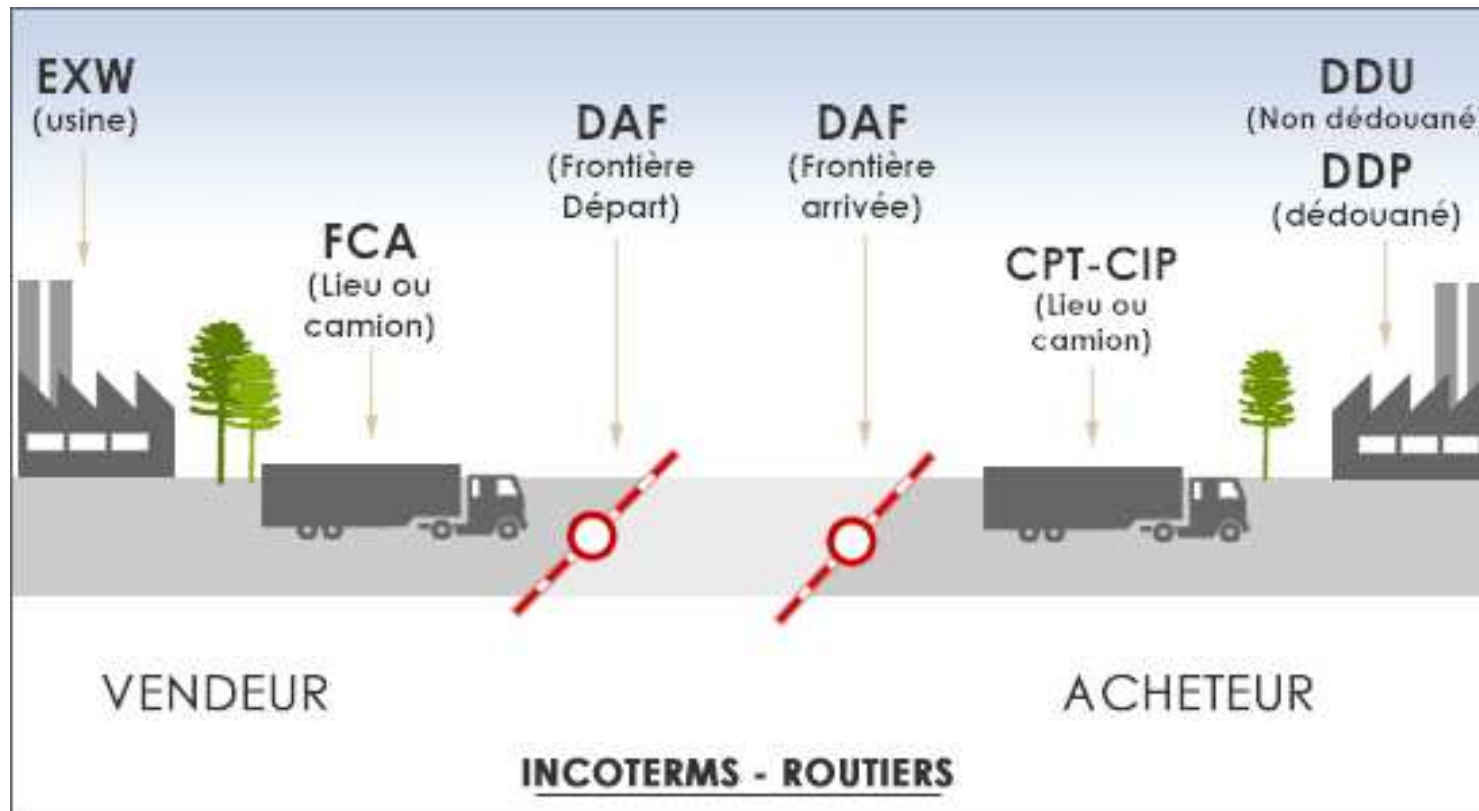 EXW
(usine)
FCA
(Lieu ou
camion)
DAF
(Frontière
Départ)
DAF
(Frontière
arrivée)
CPT-CIP
(Lieu ou
camion)
DDU
(Non dédouané)
DDP
(dédouané)
VENDEUR
ACHETEUR
INCOTERMS - ROUTIERS